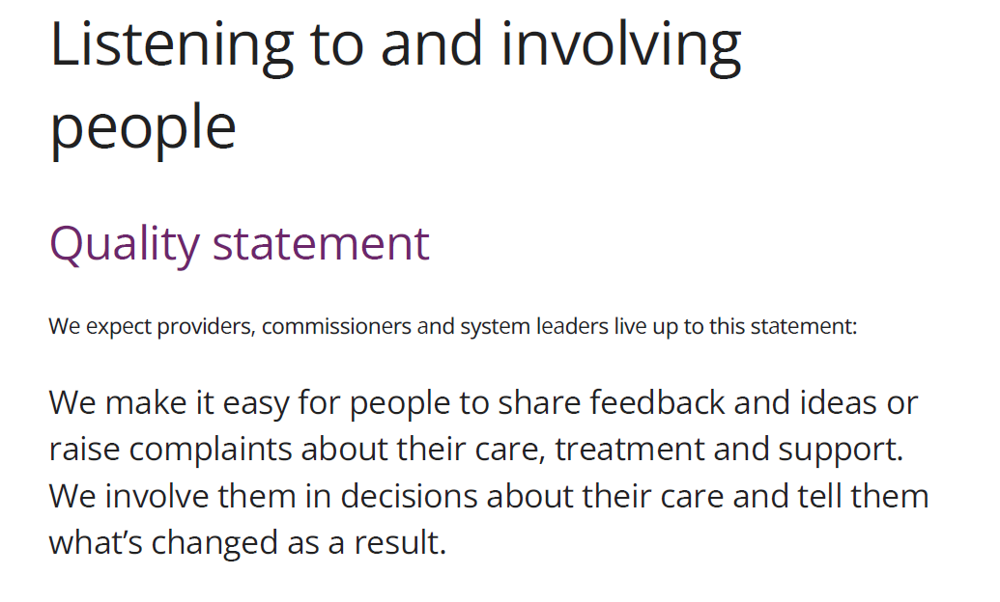 Listening to and involving
people
Quality statement
We expect providers, commissioners and system leaders live up to this statement:
We make it easy for people to share feedback and ideas or
raise complaints about their care, treatment and support.
We involve them in decisions about their care and tell them
what’s changed as a result.